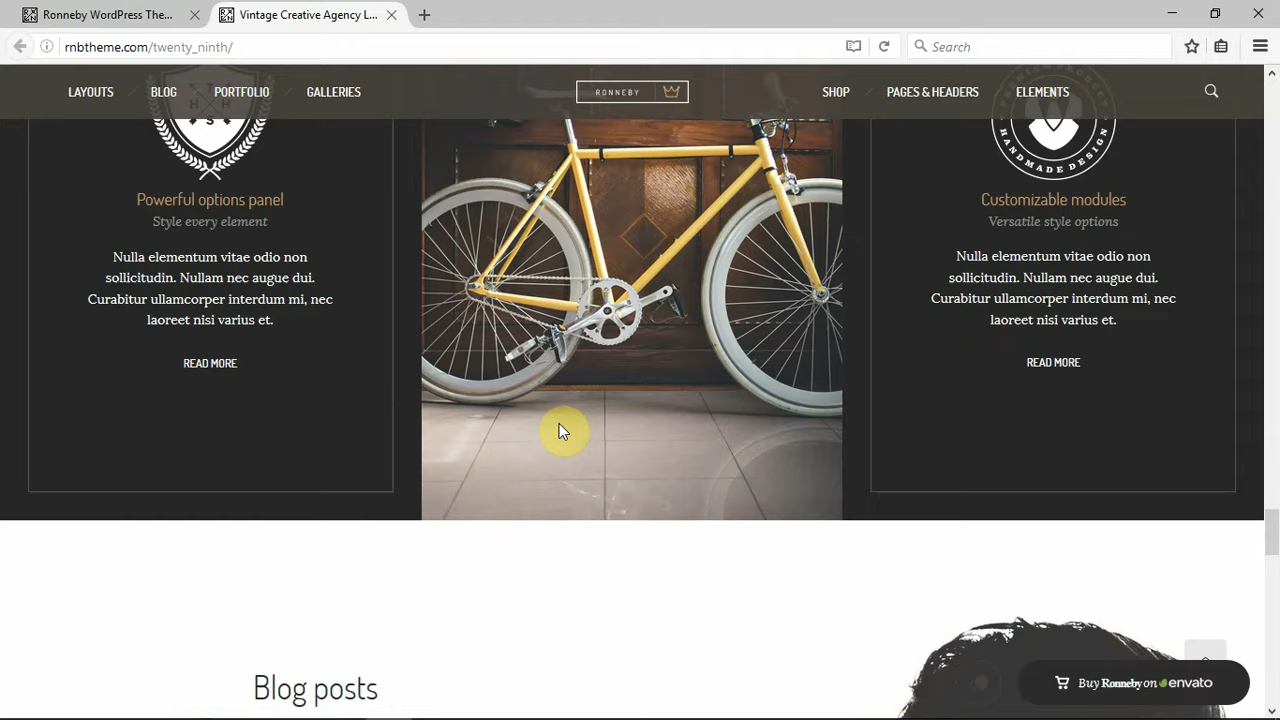 Ronneby WordPress The...
Vintage Creative Agency L...
rnbtheme.com/twenty_ninth/
Search
LAYOUTS
BLOG
PORTFOLIO
GALLERIES
RONNEBY
SHOP
PAGES & HEADERS
ELEMENTS
Powerful options panel
Style every element
Nulla elementum vitae odio non
sollicitudin. Nullam nec augue dui.
Curabitur ullamcorper interdum mi, nec
laoreet nisi varius et.
READ MORE
HANDMADE DESIGN
Customizable modules
Versatile style options
Nulla elementum vitae odio non
sollicitudin. Nullam nec augue dui.
Curabitur ullamcorper interdum mi, nec
laoreet nisi varius et.
READ MORE
Blog posts
Buy Ronneby on envato